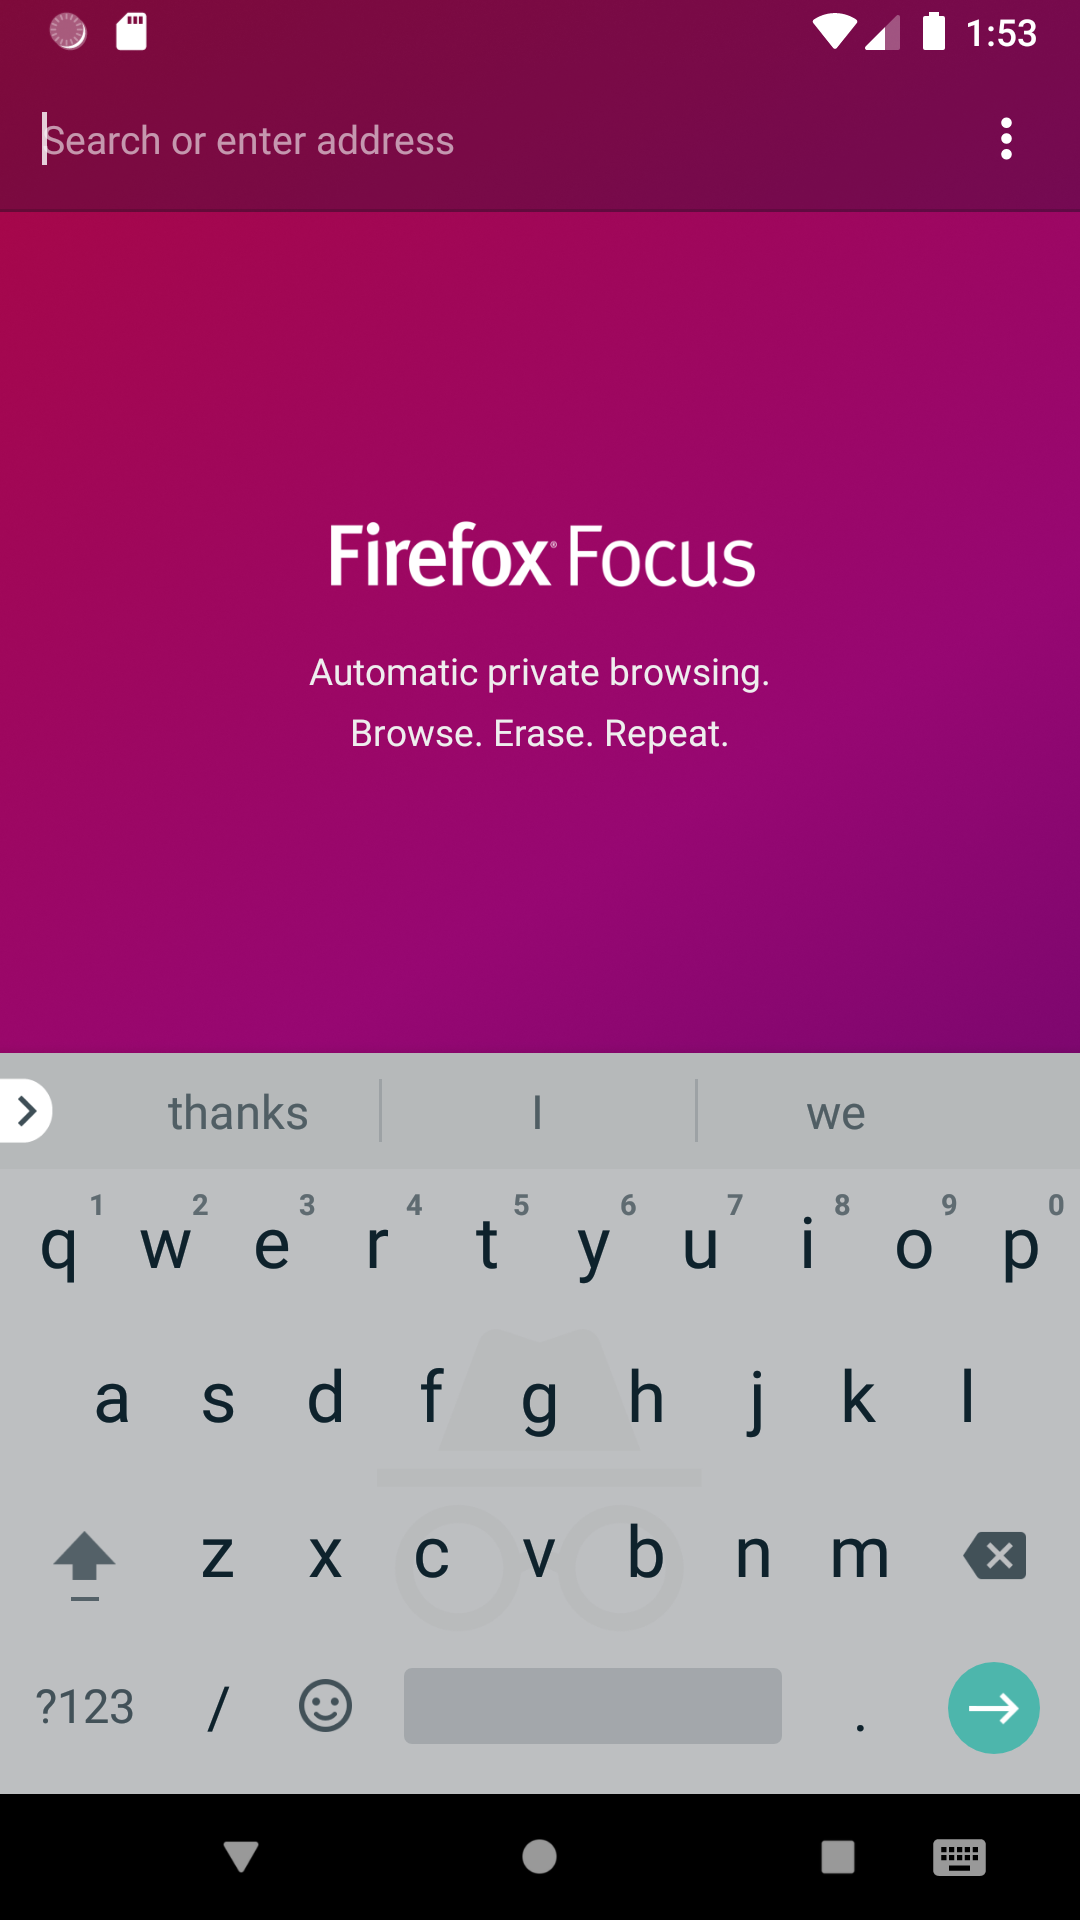 1:53
Search or enter address
Firefox Focus
Automatic private browsing.
Browse. Erase. Repeat.
thanks I we
1 2 3 4 5 6 7 8 9 0
q w e r t y u i o p
a s d f g h j k l
z x c v b n m
?123 / .